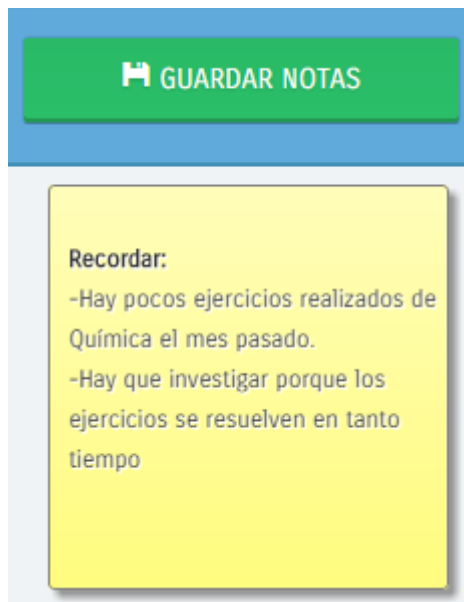 GUARDAR NOTAS
Recordar:
-Hay pocos ejercicios realizados de
Química el mes pasado.
-Hay que investigar porque los
ejercicios se resuelven en tanto
tiempo